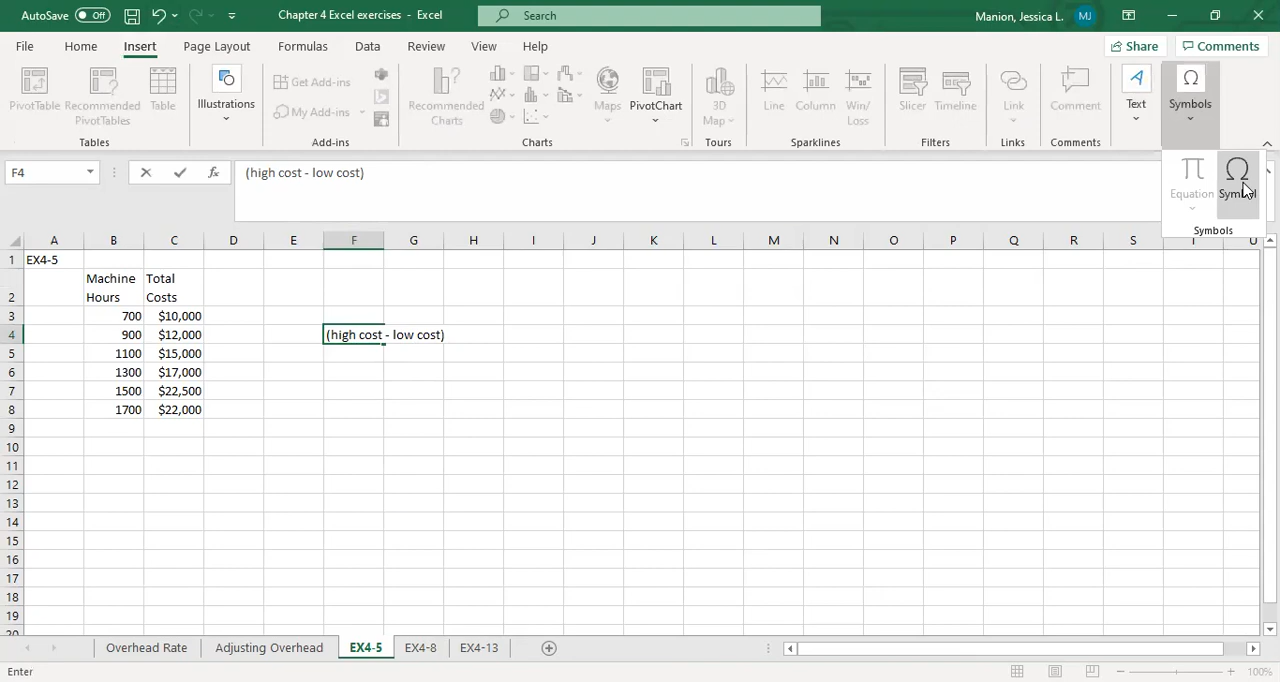 AutoSave Off Chapter 4 Excel exercises - Excel Search Manion, Jessica L. MJ
File Home Insert Page Layout Formulas Data Review View Help Share Comments
PivotTable Recommended PivotTables Table
Tables
Illustrations
Get Add-ins
My Add-ins
Add-ins
Recommended Charts
Maps PivotChart
Charts
3D Map
Tours
Line Column Win/Loss
Sparklines
Slicer Timeline
Filters
Link
Links
Comment
Comments
Text
Symbols
Equation Symbol
Symbols
F4 fx (high cost - low cost)
A B C D E F G H I J K L M N O P Q R S T U
1 EX4-5
Machine Total
2 Hours Costs
3 700 $10,000
4 900 $12,000 (high cost - low cost)
5 1100 $15,000
6 1300 $17,000
7 1500 $22,500
8 1700 $22,000
9
10
11
12
13
14
15
16
17
18
19
20
Overhead Rate Adjusting Overhead EX4-5 EX4-8 EX4-13
Enter 100%